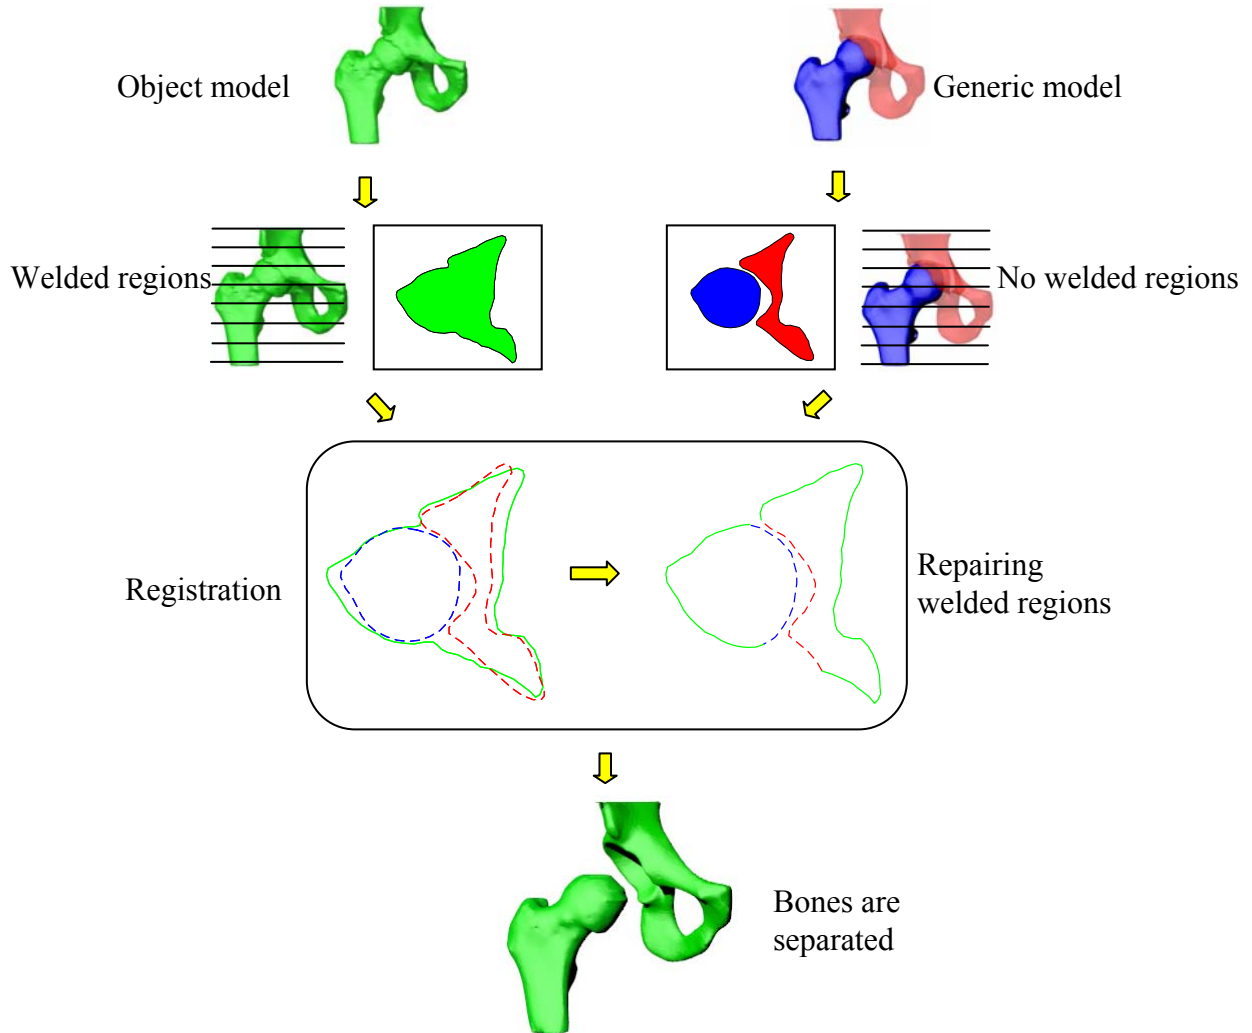 Object model
Generic model
Welded regions
No welded regions
Registration
Repairing
welded regions
Bones are
separated